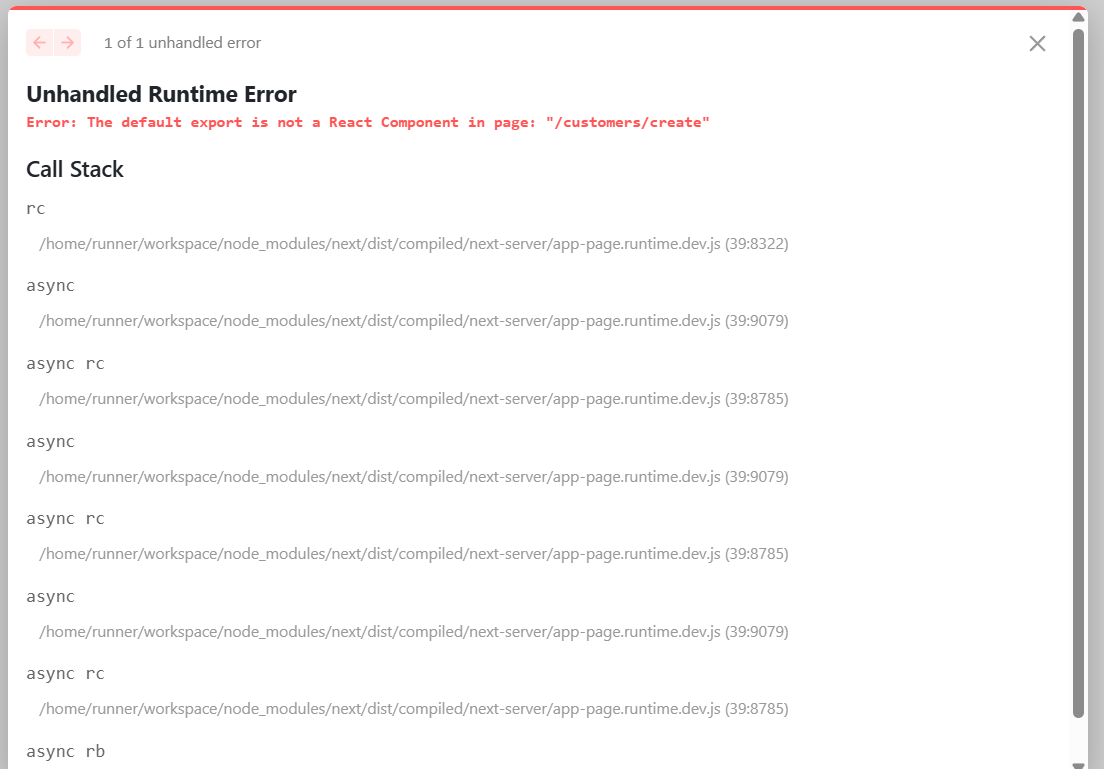 1 of 1 unhandled error
Unhandled Runtime Error
Error: The default export is not a React Component in page: "/customers/create"
Call Stack
rc
/home/runner/workspace/node_modules/next/dist/compiled/next-server/app-page.runtime.dev.js (39:8322)
async
/home/runner/workspace/node_modules/next/dist/compiled/next-server/app-page.runtime.dev.js (39:9079)
async rc
/home/runner/workspace/node_modules/next/dist/compiled/next-server/app-page.runtime.dev.js (39:8785)
async
/home/runner/workspace/node_modules/next/dist/compiled/next-server/app-page.runtime.dev.js (39:9079)
async rc
/home/runner/workspace/node_modules/next/dist/compiled/next-server/app-page.runtime.dev.js (39:8785)
async
/home/runner/workspace/node_modules/next/dist/compiled/next-server/app-page.runtime.dev.js (39:9079)
async rc
/home/runner/workspace/node_modules/next/dist/compiled/next-server/app-page.runtime.dev.js (39:8785)
async rb